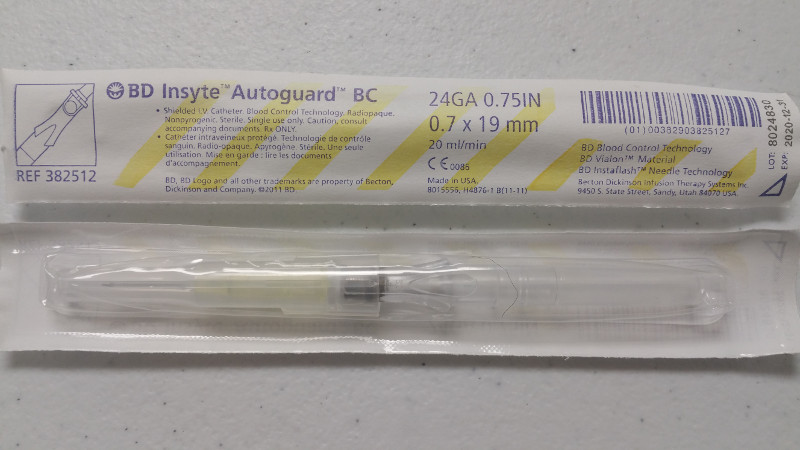 BD Insyte™ Autoguard™ BC
• Shielded I.V. Catheter. Blood Control Technology. Radiopaque.
Nonpyrogenic. Sterile. Single use only. Caution, consult
accompanying documents. Rx ONLY.
• Cathéter intraveineux protégé. Technologie de contrôle
sanguin. Radio-opaque. Apyrogène. Stérile. Une seule
utilisation. Mise en garde : lire les documents
d'accompagnement.
BD, BD Logo and all other trademarks are property of Becton,
Dickinson and Company. ©2011 BD
REF 382512
24GA 0.75IN
0.7 x 19 mm
20 ml/min
CE 0086
Made in USA.
8015556, H4876-1 B(11-11)
(01)00382903825127
BD Blood Control Technology
BD Vialon™ Material
BD Instaflash™ Needle Technology
Becton Dickinson Infusion Therapy Systems Inc.
9450 S. State Street, Sandy, Utah 84070 USA
LOT: 8024830
EXP: 2020-12-31